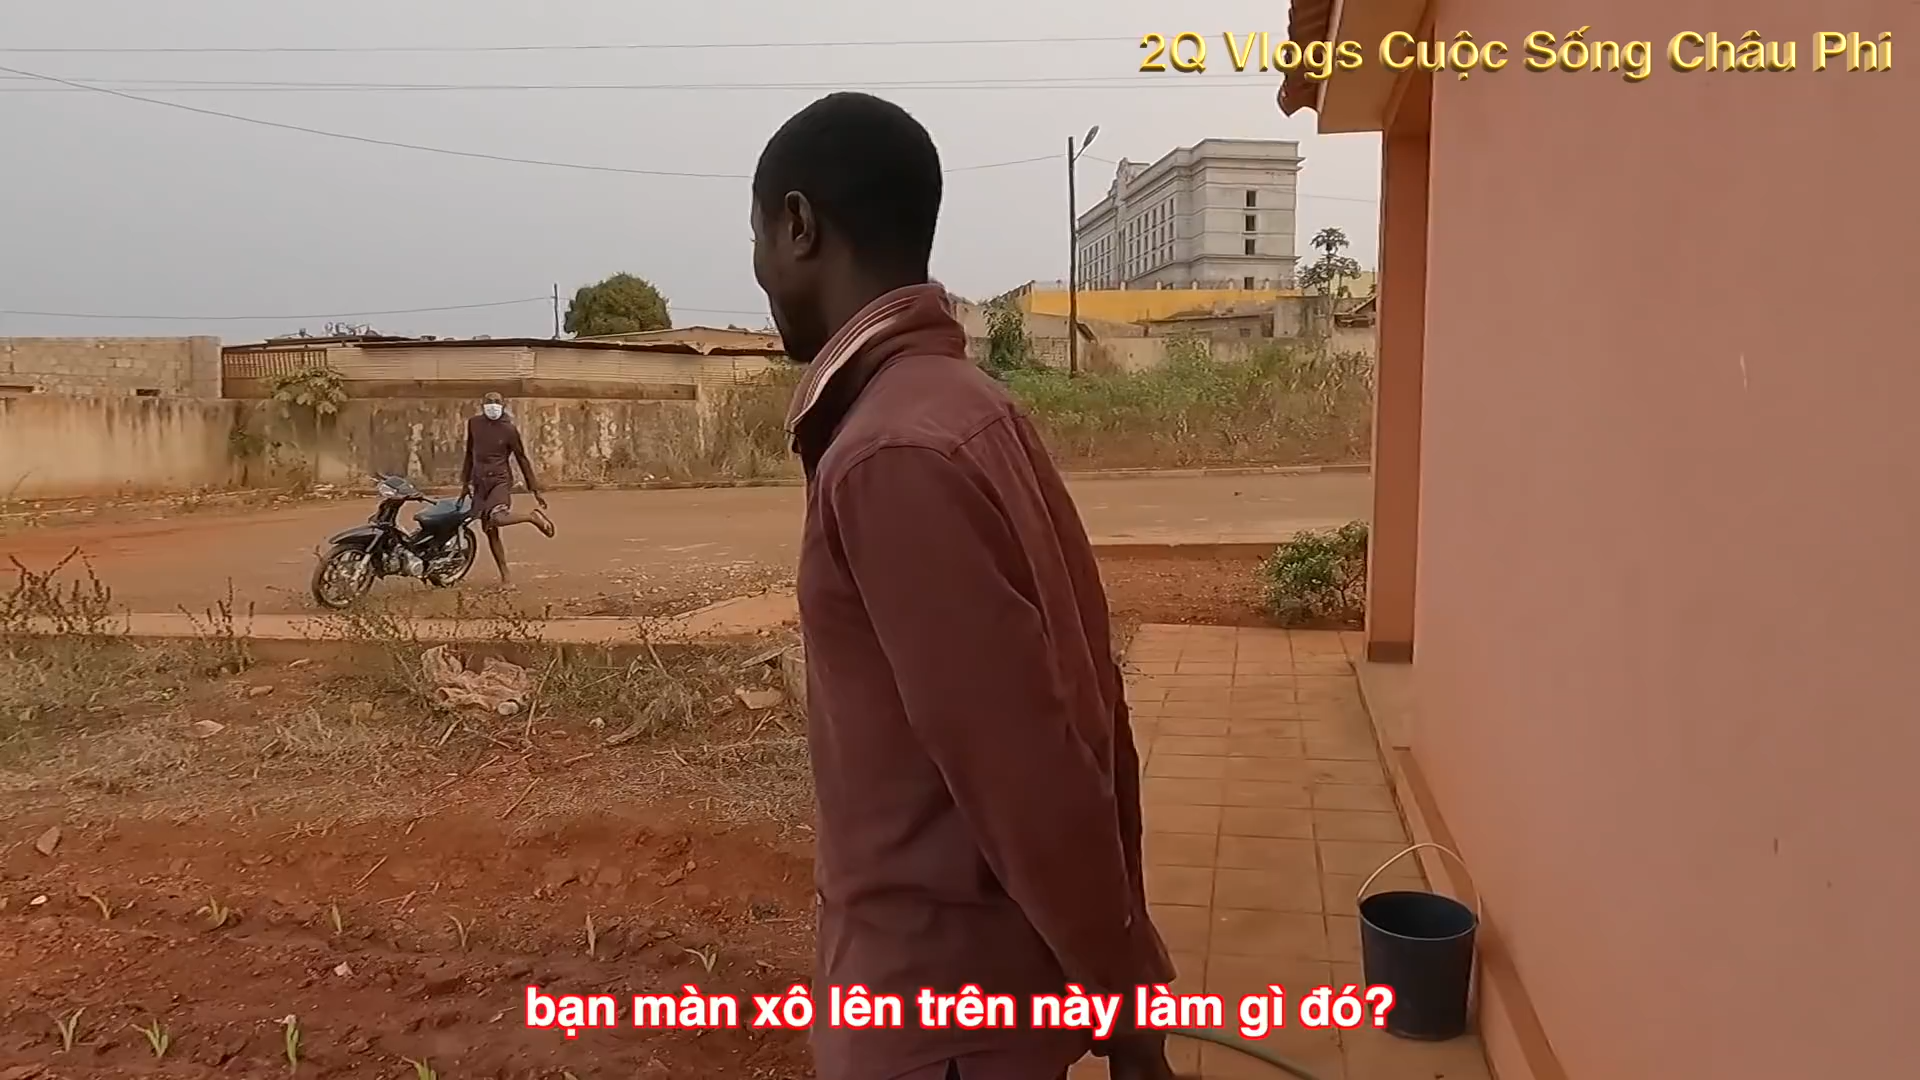 2Q Vlogs Cuộc Sống Châu Phi
bạn màn xô lên trên này làm gì đó?